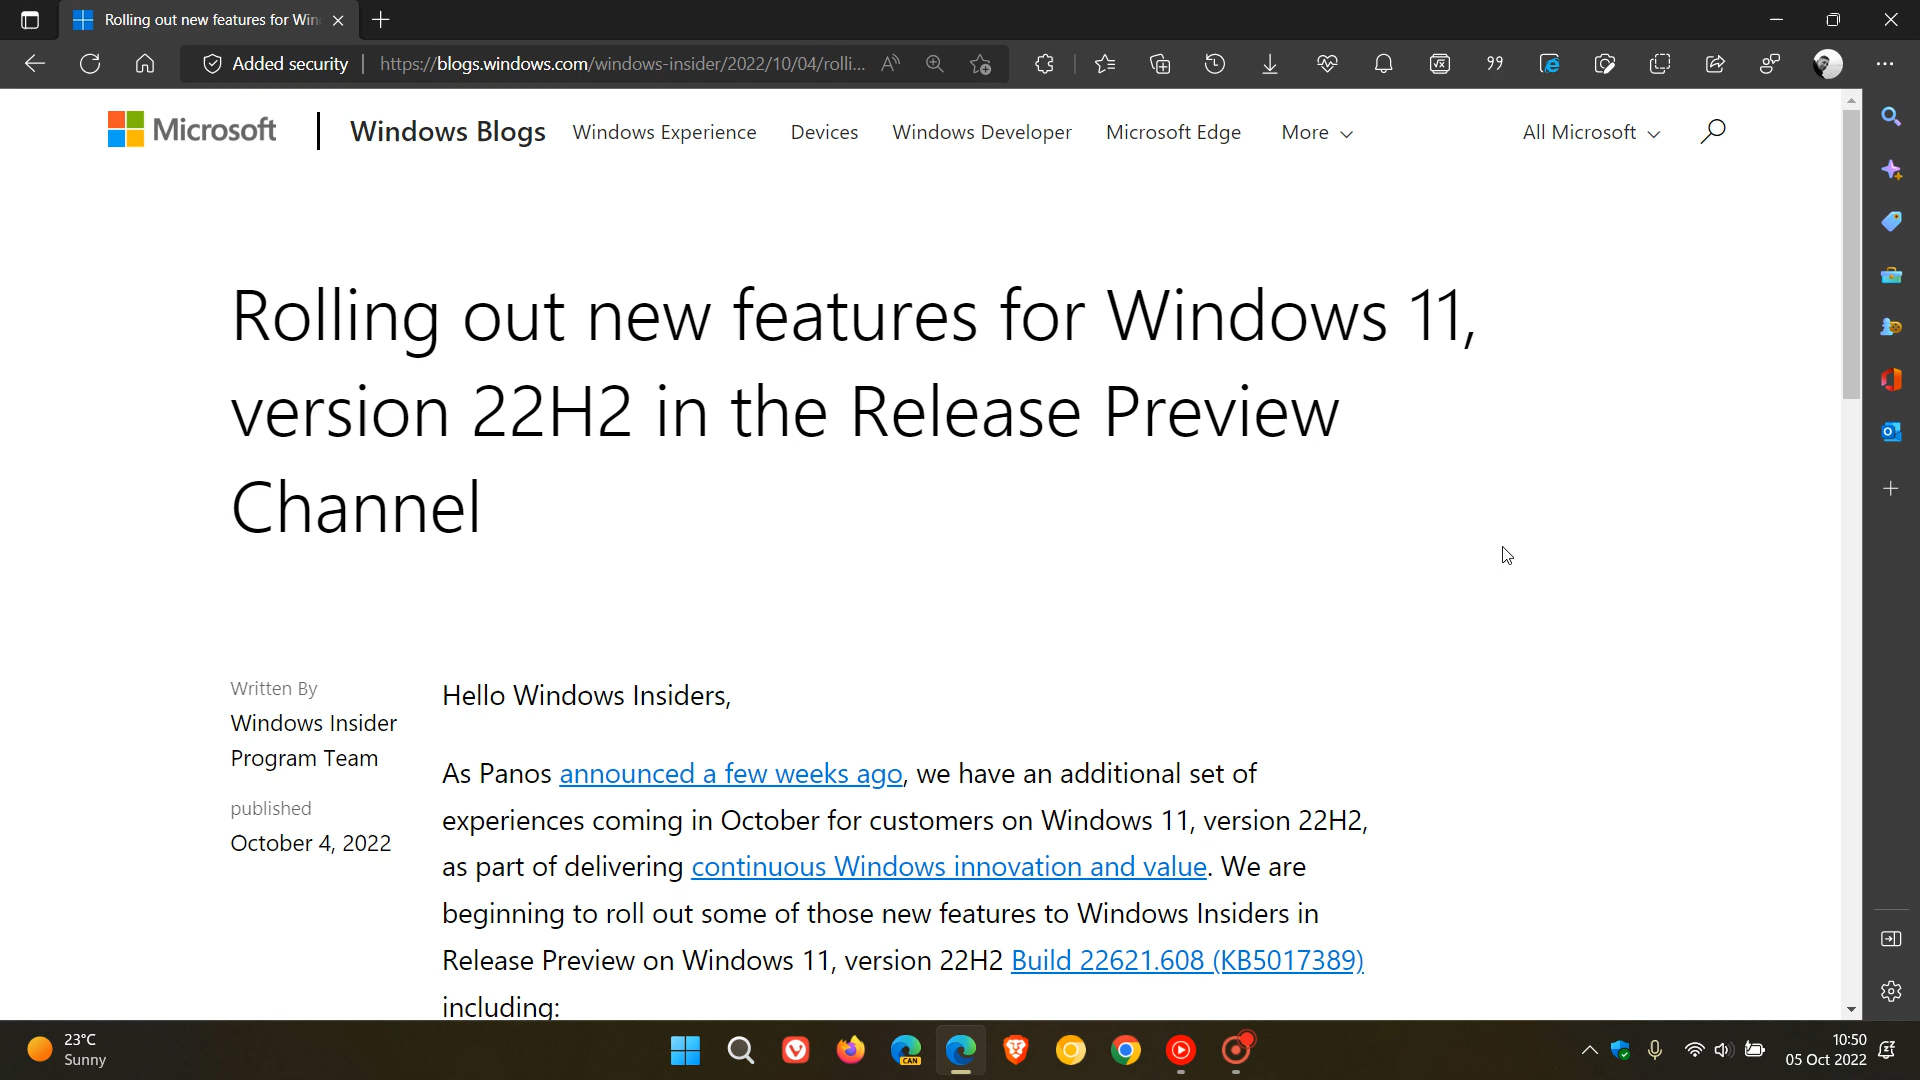 Rolling out new features for Win
Added security
https://blogs.windows.com/windows-insider/2022/10/04/rolli...
Microsoft
Windows Blogs
Windows Experience
Devices
Windows Developer
Microsoft Edge
More
All Microsoft
Rolling out new features for Windows 11,
version 22H2 in the Release Preview
Channel
Written By
Windows Insider
Program Team
published
October 4, 2022
Hello Windows Insiders,
As Panos announced a few weeks ago, we have an additional set of
experiences coming in October for customers on Windows 11, version 22H2,
as part of delivering continuous Windows innovation and value. We are
beginning to roll out some of those new features to Windows Insiders in
Release Preview on Windows 11, version 22H2 Build 22621.608 (KB5017389)
including:
23°C
Sunny
CAN
10:50
05 Oct 2022